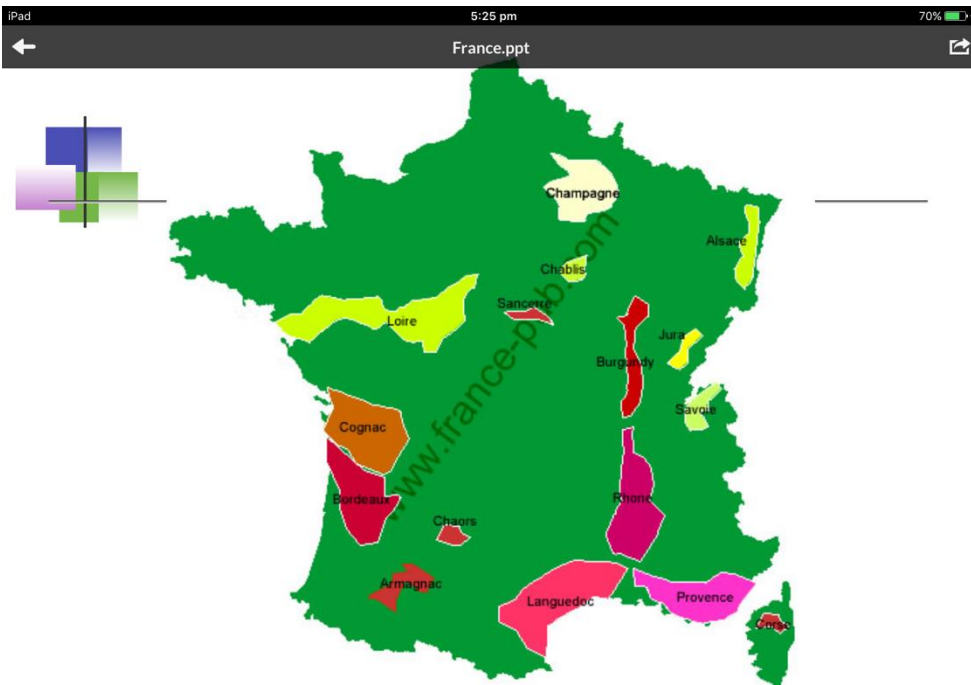 iPad 5:25 pm 70%
France.ppt
Champagne
Alsace
Chablis
Sancerre
Loire
Jura
Burgundy
Savoie
Cognac
Bordeaux
Rhone
Chaors
Armagnac
Languedoc
Provence
Corse
www.france-pub.com